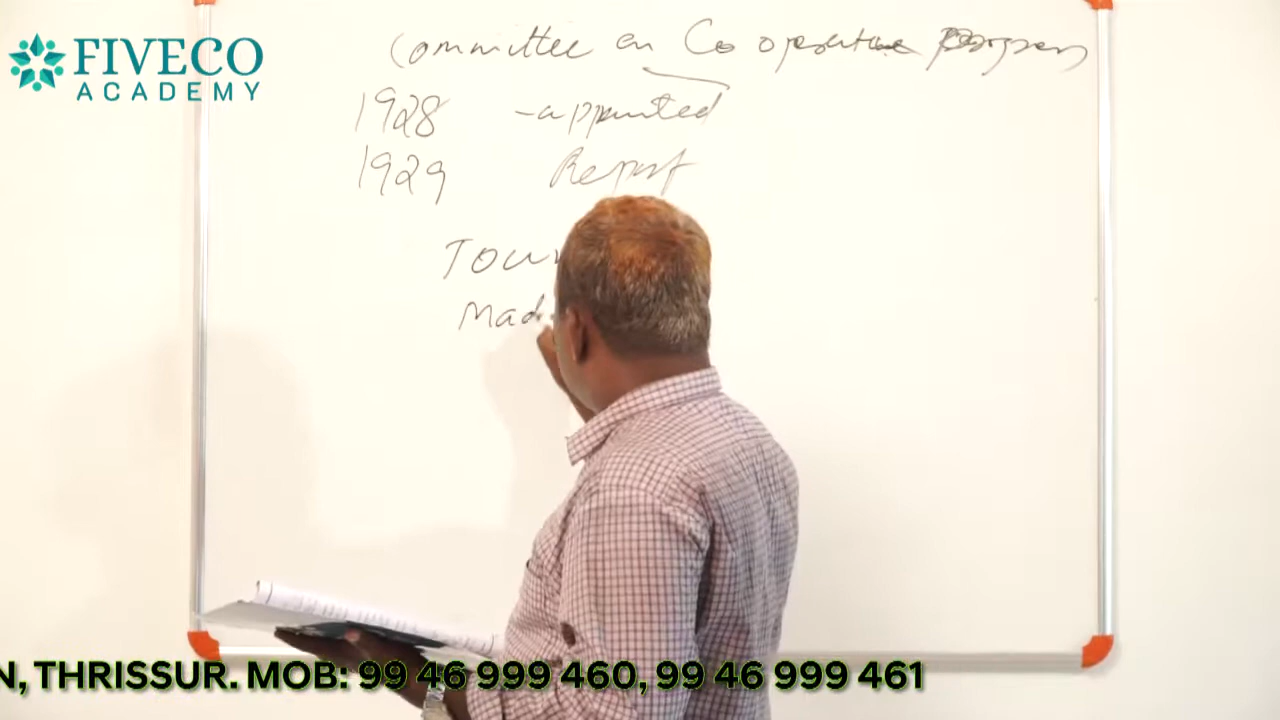 FIVECO
ACADEMY
Committee on Co operative
1928 - appointed
1929 Report
Tou
Mad
N, THRISSUR. MOB: 99 46 999 460, 99 46 999 461